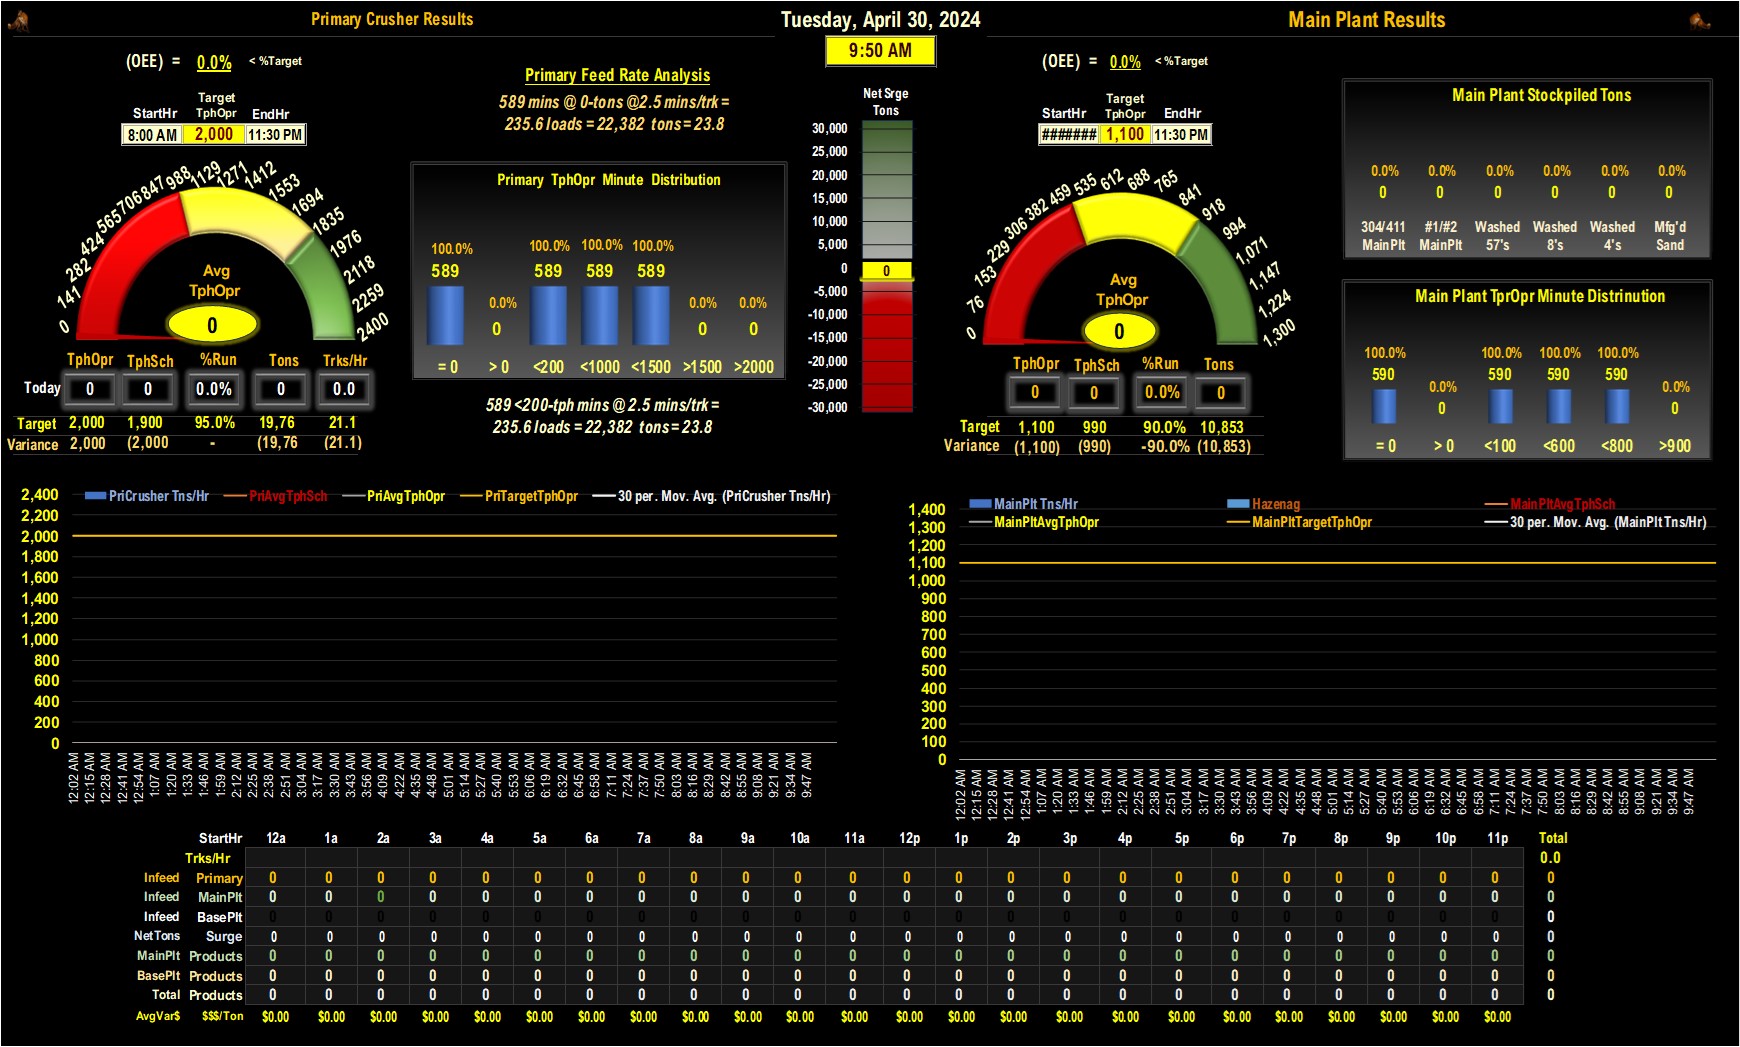 Primary Crusher Results
Tuesday, April 30, 2024
Main Plant Results
9:50 AM
(OEE) = 0.0% < %Target
Target
StartHr TphOpr EndHr
8:00 AM 2,000 11:30 PM
0 141 282 424 565 706 847 988 1129 1271 1412 1553 1694 1835 1976 2118 2259 2400
Avg
TphOpr
0
TphOpr TphSch %Run Tons Trks/Hr
Today 0 0 0.0% 0 0.0
Target 2,000 1,900 95.0% 19,76 21.1
Variance 2,000 (2,000 - (19,76 (21.1)
Primary Feed Rate Analysis
589 mins @ 0-tons @2.5 mins/trk =
235.6 loads = 22,382 tons = 23.8
Primary TphOpr Minute Distribution
100.0% 100.0% 100.0% 100.0%
589 589 589 589
0.0% 0.0% 0.0%
0 0 0
= 0 > 0 <200 <1000 <1500 >1500 >2000
589 <200-tph mins @ 2.5 mins/trk =
235.6 loads = 22,382 tons = 23.8
Net Srge
Tons
30,000
25,000
20,000
15,000
10,000
5,000
0 0
-5,000
-10,000
-15,000
-20,000
-25,000
-30,000
(OEE) = 0.0% < %Target
Target
StartHr TphOpr EndHr
####### 1,100 11:30 PM
0 76 153 229 306 382 459 535 612 688 765 841 918 994 1,071 1,147 1,224 1,300
Avg
TphOpr
0
TphOpr TphSch %Run Tons
0 0 0.0% 0
Target 1,100 990 90.0% 10,853
Variance (1,100) (990) -90.0% (10,853)
Main Plant Stockpiled Tons
0.0% 0.0% 0.0% 0.0% 0.0% 0.0%
0 0 0 0 0 0
304/411 #1/#2 Washed Washed Washed Mfg'd
MainPlt MainPlt 57's 8's 4's Sand
Main Plant TprOpr Minute Distrinution
100.0% 100.0% 100.0% 100.0%
590 590 590 590
0.0% 0.0%
0 0
= 0 > 0 <100 <600 <800 >900
PriCrusher Tns/Hr PriAvgTphSch PriAvgTphOpr PriTargetTphOpr 30 per. Mov. Avg. (PriCrusher Tns/Hr)
2,400
2,200
2,000
1,800
1,600
1,400
1,200
1,000
800
600
400
200
0
12:02 AM 12:15 AM 12:28 AM 12:41 AM 12:54 AM 1:07 AM 1:20 AM 1:33 AM 1:46 AM 1:59 AM 2:12 AM 2:25 AM 2:38 AM 2:51 AM 3:04 AM 3:17 AM 3:30 AM 3:43 AM 3:56 AM 4:09 AM 4:22 AM 4:35 AM 4:48 AM 5:01 AM 5:14 AM 5:27 AM 5:40 AM 5:53 AM 6:06 AM 6:19 AM 6:32 AM 6:45 AM 6:58 AM 7:11 AM 7:24 AM 7:37 AM 7:50 AM 8:03 AM 8:16 AM 8:29 AM 8:42 AM 8:55 AM 9:08 AM 9:21 AM 9:34 AM 9:47 AM
MainPlt Tns/Hr Hazenag MainPltAvgTphSch
MainPltAvgTphOpr MainPltTargetTphOpr 30 per. Mov. Avg. (MainPlt Tns/Hr)
1,400
1,300
1,200
1,100
1,000
900
800
700
600
500
400
300
200
100
0
12:02 AM 12:15 AM 12:28 AM 12:41 AM 12:54 AM 1:07 AM 1:20 AM 1:33 AM 1:46 AM 1:59 AM 2:12 AM 2:25 AM 2:38 AM 2:51 AM 3:04 AM 3:17 AM 3:30 AM 3:43 AM 3:56 AM 4:09 AM 4:22 AM 4:35 AM 4:48 AM 5:01 AM 5:14 AM 5:27 AM 5:40 AM 5:53 AM 6:06 AM 6:19 AM 6:32 AM 6:45 AM 6:58 AM 7:11 AM 7:24 AM 7:37 AM 7:50 AM 8:03 AM 8:16 AM 8:29 AM 8:42 AM 8:55 AM 9:08 AM 9:21 AM 9:34 AM 9:47 AM
StartHr 12a 1a 2a 3a 4a 5a 6a 7a 8a 9a 10a 11a 12p 1p 2p 3p 4p 5p 6p 7p 8p 9p 10p 11p Total
Trks/Hr 0.0
Infeed Primary 0 0 0 0 0 0 0 0 0 0 0 0 0 0 0 0 0 0 0 0 0 0 0 0 0
Infeed MainPlt 0 0 0 0 0 0 0 0 0 0 0 0 0 0 0 0 0 0 0 0 0 0 0 0 0
Infeed BasePlt 0 0 0 0 0 0 0 0 0 0 0 0 0 0 0 0 0 0 0 0 0 0 0 0 0
NetTons Surge 0 0 0 0 0 0 0 0 0 0 0 0 0 0 0 0 0 0 0 0 0 0 0 0 0
MainPlt Products 0 0 0 0 0 0 0 0 0 0 0 0 0 0 0 0 0 0 0 0 0 0 0 0 0
BasePlt Products 0 0 0 0 0 0 0 0 0 0 0 0 0 0 0 0 0 0 0 0 0 0 0 0 0
Total Products 0 0 0 0 0 0 0 0 0 0 0 0 0 0 0 0 0 0 0 0 0 0 0 0 0
AvgVar$ $$$/Ton $0.00 $0.00 $0.00 $0.00 $0.00 $0.00 $0.00 $0.00 $0.00 $0.00 $0.00 $0.00 $0.00 $0.00 $0.00 $0.00 $0.00 $0.00 $0.00 $0.00 $0.00 $0.00 $0.00 $0.00